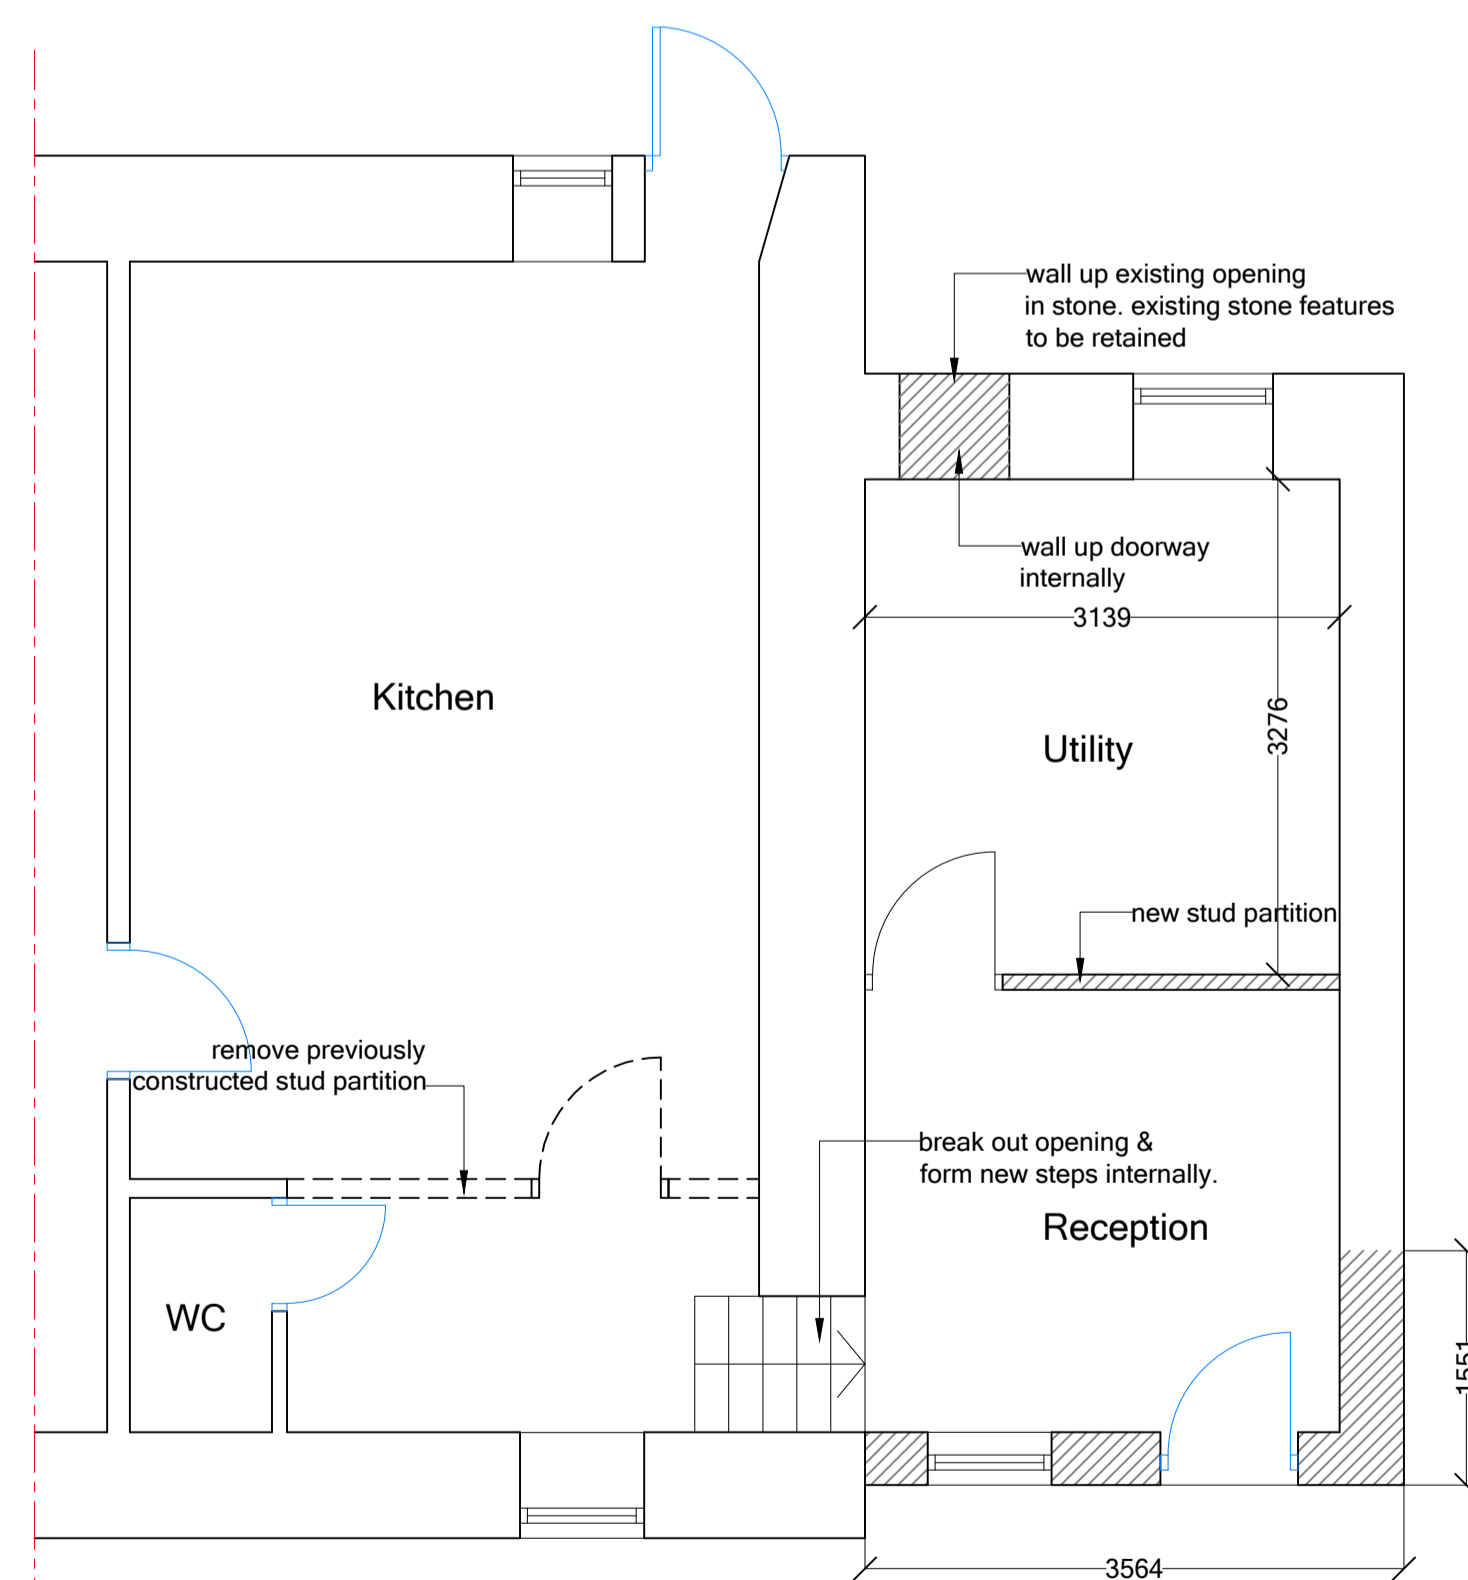 wall up existing opening
in stone. existing stone features
to be retained
wall up doorway
internally
3139
Kitchen
3276
Utility
new stud partition
remove previously
constructed stud partition
break out opening &
form new steps internally.
Reception
WC
1551
3564